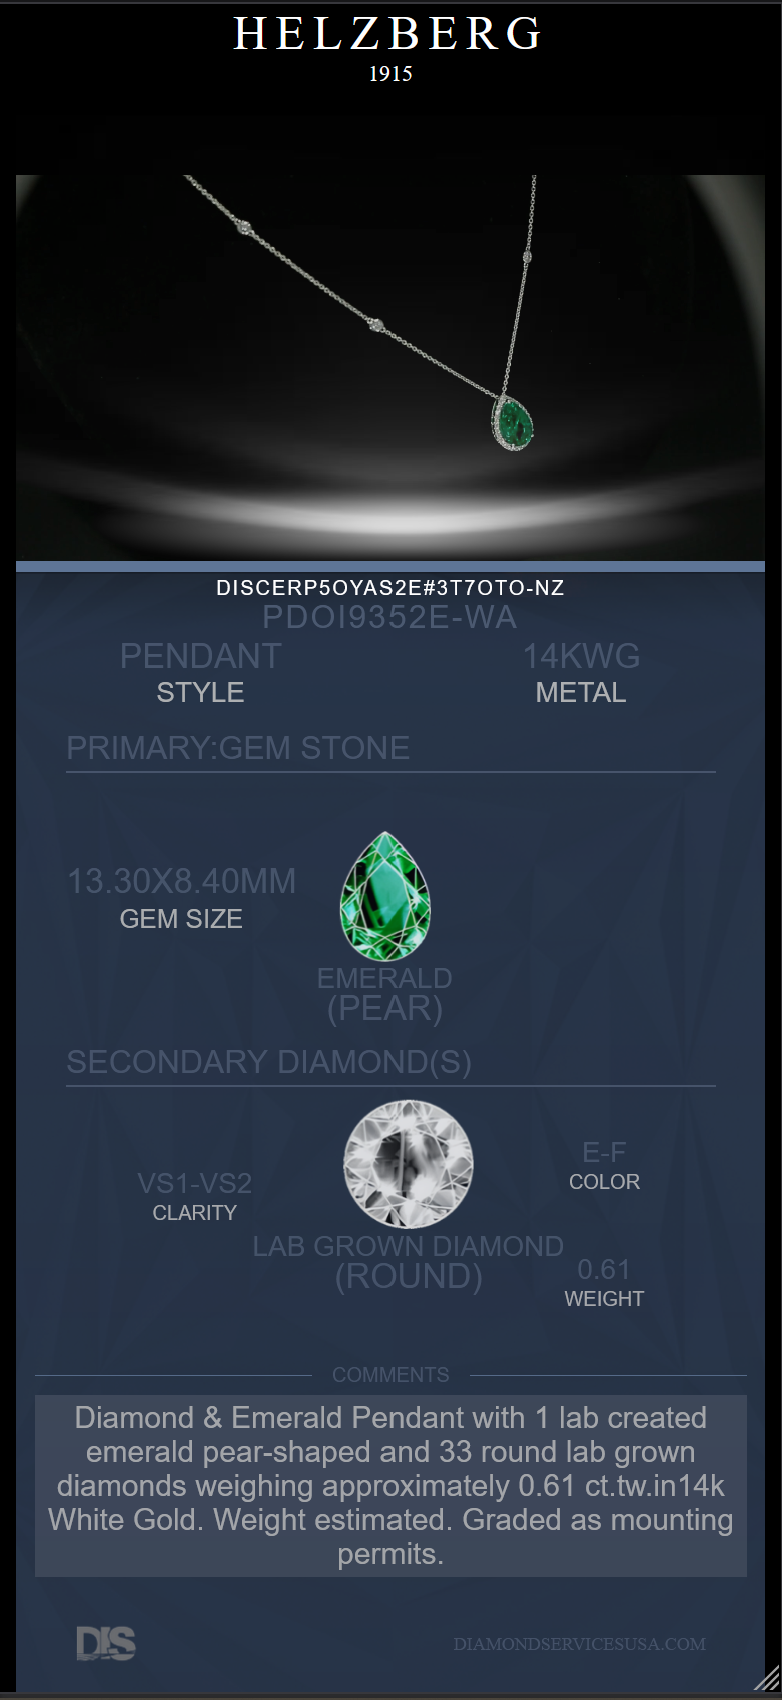 HELZBERG
1915
DISCERP5OYAS2E#3T7OTO-NZ
PDOI9352E-WA
PENDANT
STYLE
14KWG
METAL
PRIMARY:GEM STONE
13.30X8.40MM
GEM SIZE
EMERALD
(PEAR)
SECONDARY DIAMOND(S)
VS1-VS2
CLARITY
E-F
COLOR
LAB GROWN DIAMOND
(ROUND)
0.61
WEIGHT
COMMENTS
Diamond & Emerald Pendant with 1 lab created
emerald pear-shaped and 33 round lab grown
diamonds weighing approximately 0.61 ct.tw.in14k
White Gold. Weight estimated. Graded as mounting
permits.
DIS
DIAMONDSERVICESUSA.COM